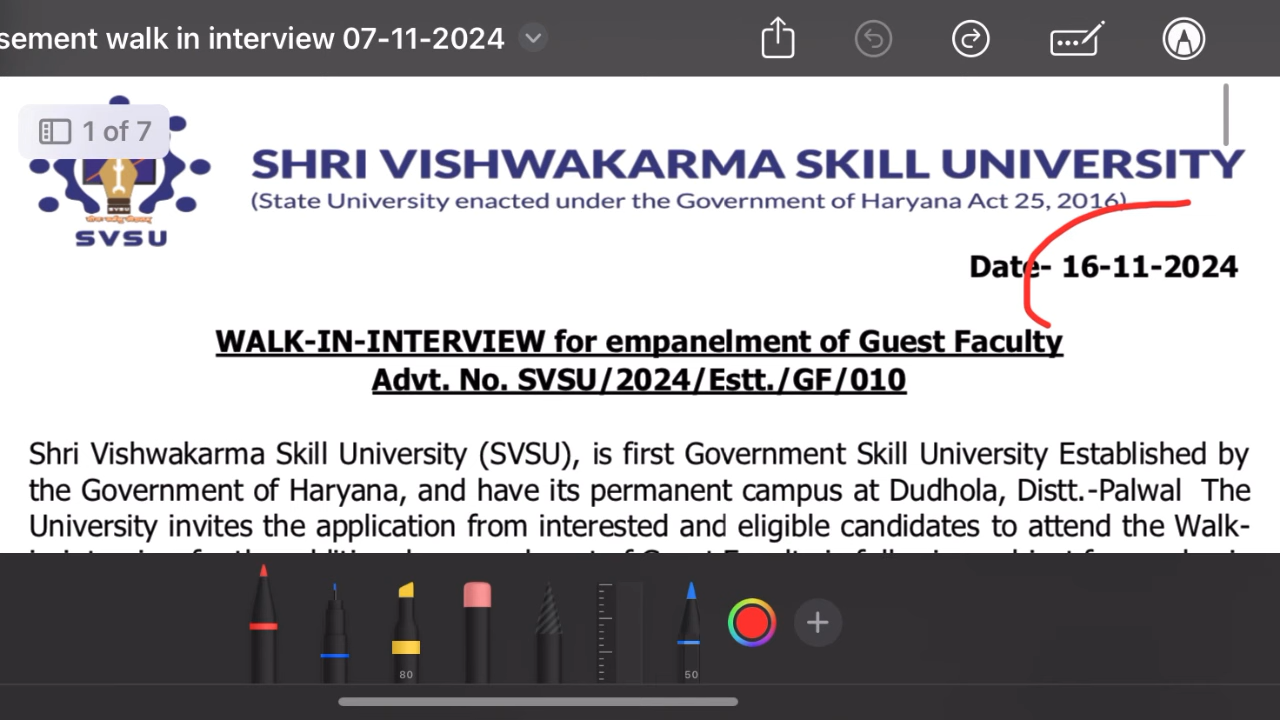 sement walk in interview 07-11-2024
1 of 7
SVSU
SHRI VISHWAKARMA SKILL UNIVERSITY
(State University enacted under the Government of Haryana Act 25, 2016)
Date- 16-11-2024
WALK-IN-INTERVIEW for empanelment of Guest Faculty
Advt. No. SVSU/2024/Estt./GF/010
Shri Vishwakarma Skill University (SVSU), is first Government Skill University Established by
the Government of Haryana, and have its permanent campus at Dudhola, Distt.-Palwal The
University invites the application from interested and eligible candidates to attend the Walk-
80
50